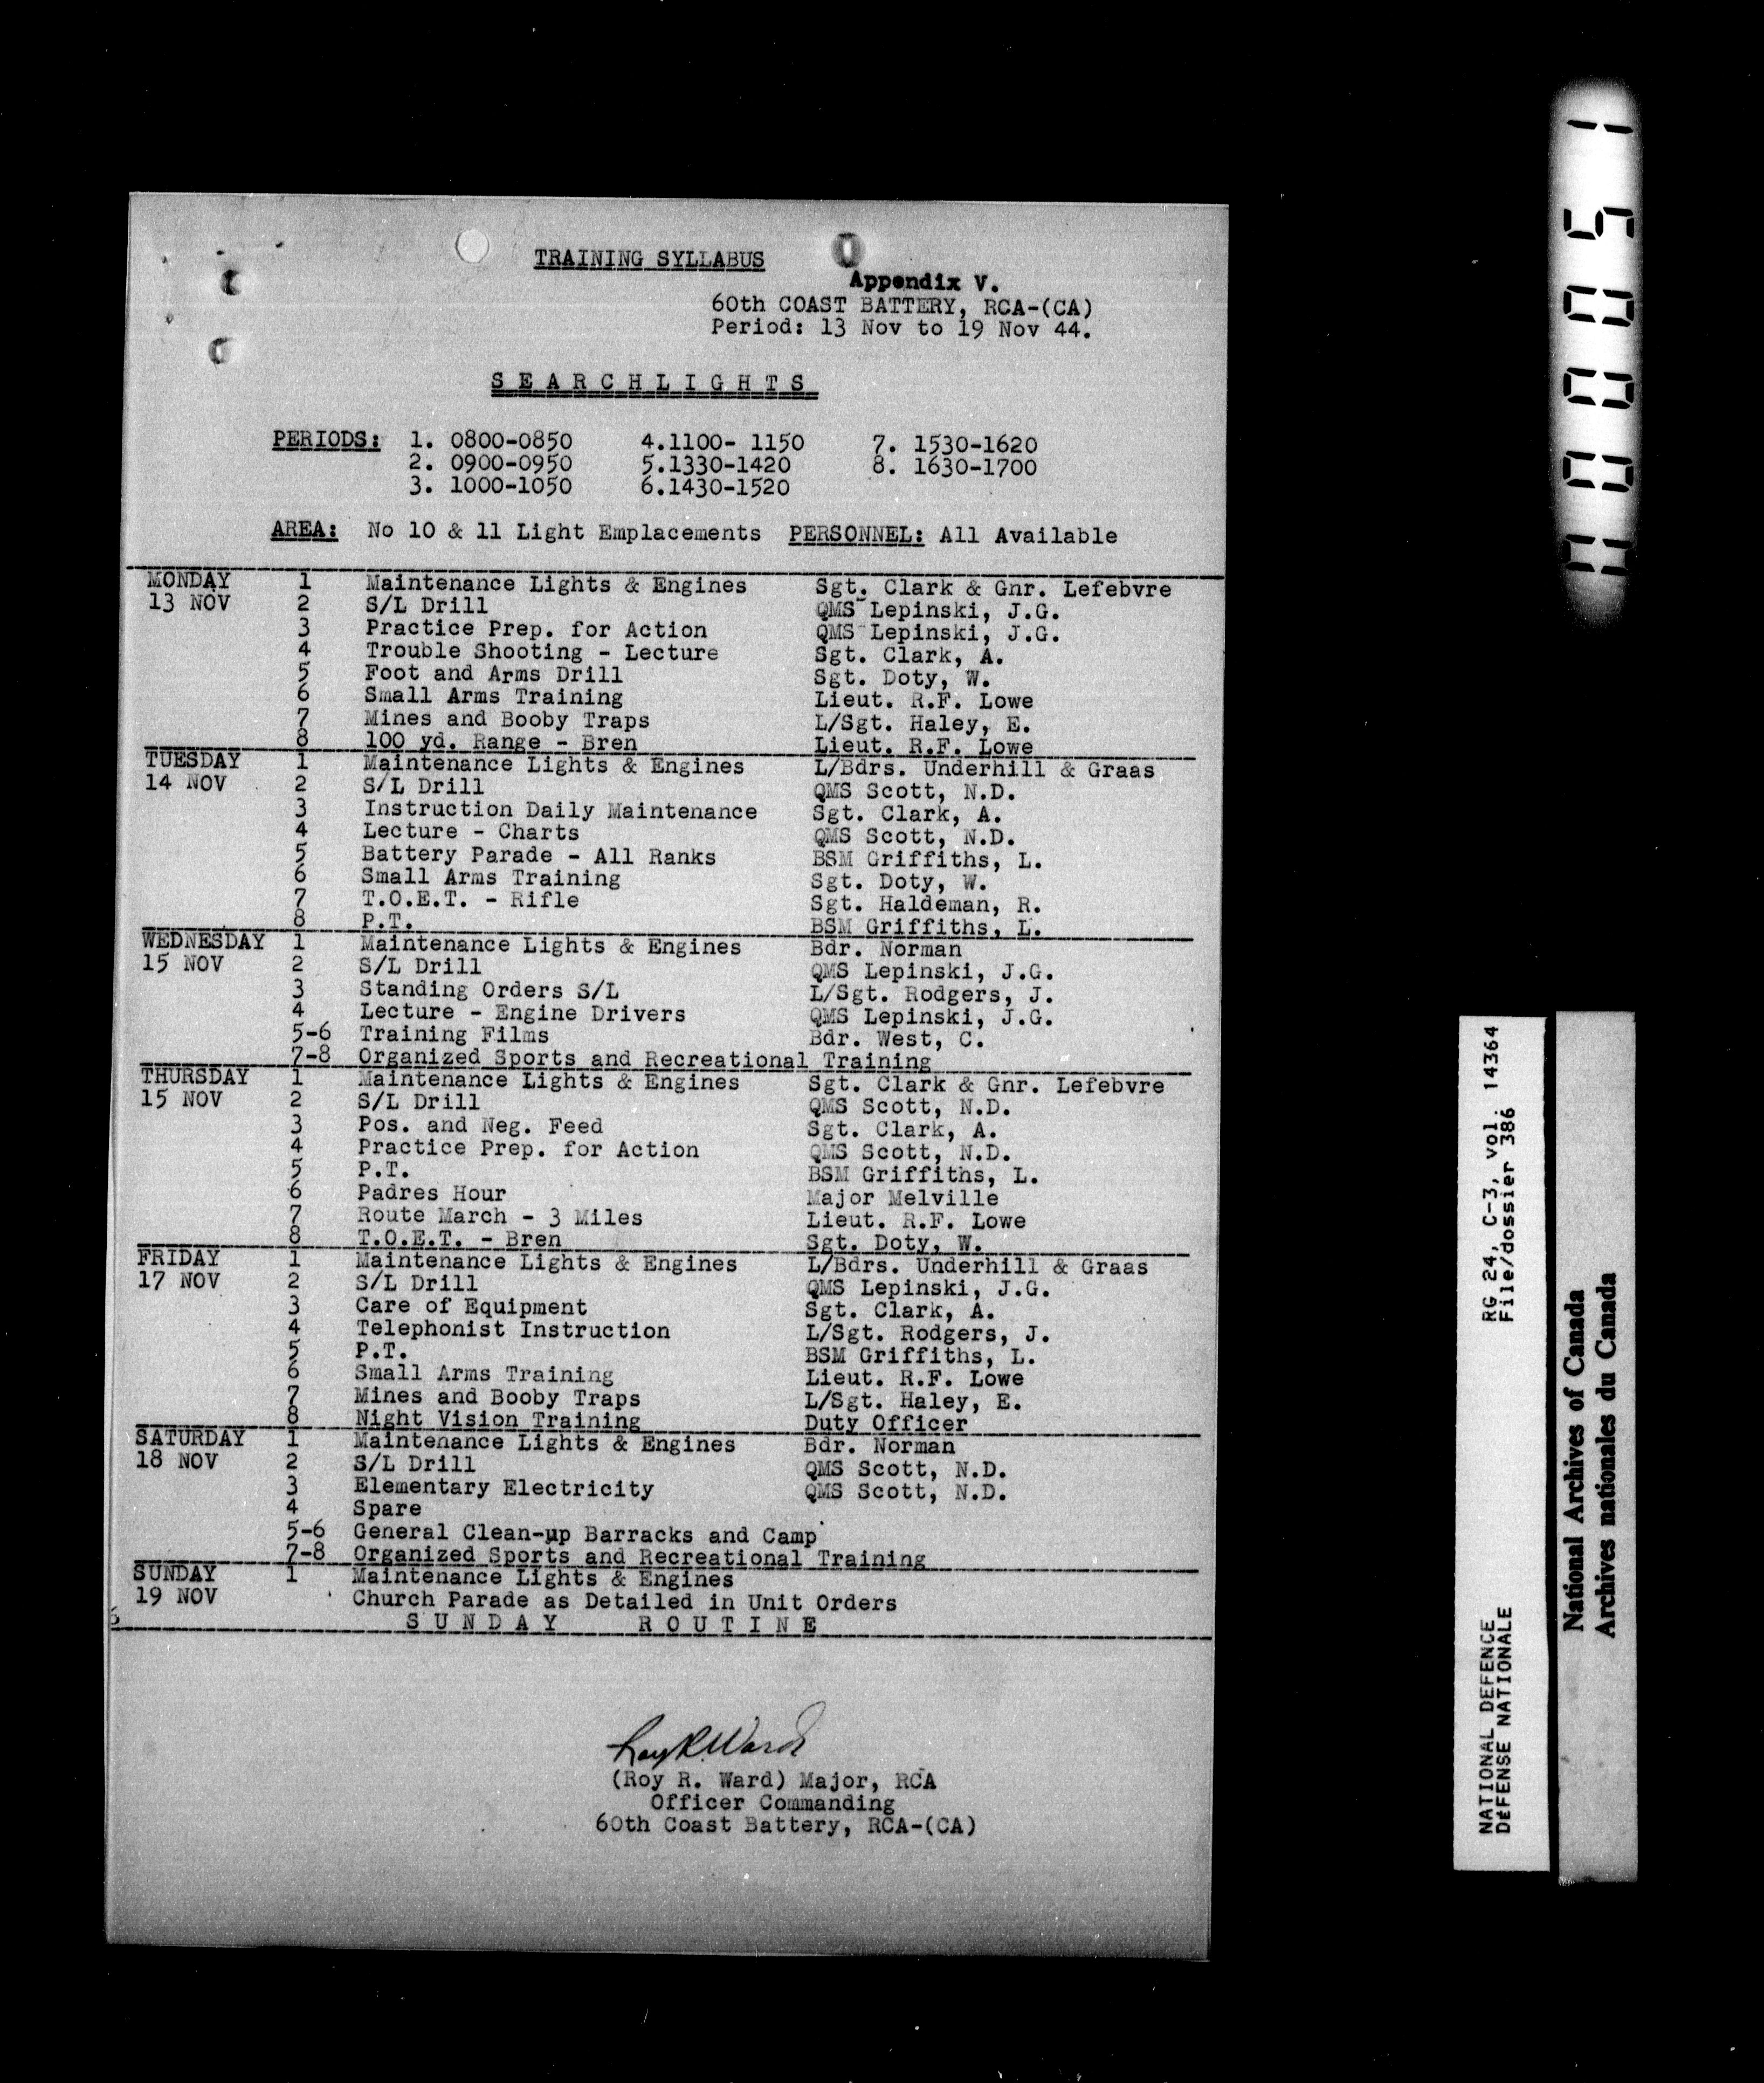 TRAINING SYLLABUS
Appendix V.
60th COAST BATTERY, RCA-(CA)
Period: 13 Nov to 19 Nov 44.
SEARCHLIGHTS
PERIODS: 1. 0800-0850 4.1100- 1150 7. 1530-1620
2. 0900-0950 5.1330-1420 8. 1630-1700
3. 1000-1050 6.1430-1520
AREA: No 10 & 11 Light Emplacements PERSONNEL: All Available
MONDAY 1 Maintenance Lights & Engines Sgt. Clark & Gnr. Lefebvre
13 NOV 2 S/L Drill QMS Lepinski, J.G.
3 Practice Prep. for Action QMS Lepinski, J.G.
4 Trouble Shooting - Lecture Sgt. Clark, A.
5 Foot and Arms Drill Sgt. Doty, W.
6 Small Arms Training Lieut. R.F. Lowe
7 Mines and Booby Traps L/Sgt. Haley, E.
8 100 yd. Range - Bren Lieut. R.F. Lowe
TUESDAY 1 Maintenance Lights & Engines L/Bdrs. Underhill & Graas
14 NOV 2 S/L Drill QMS Scott, N.D.
3 Instruction Daily Maintenance Sgt. Clark, A.
4 Lecture - Charts QMS Scott, N.D.
5 Battery Parade - All Ranks BSM Griffiths, L.
6 Small Arms Training Sgt. Doty, W.
7 T.O.E.T. - Rifle Sgt. Haldeman, R.
8 P.T. BSM Griffiths, L.
WEDNESDAY 1 Maintenance Lights & Engines Bdr. Norman
15 NOV 2 S/L Drill QMS Lepinski, J.G.
3 Standing Orders S/L L/Sgt. Rodgers, J.
4 Lecture - Engine Drivers QMS Lepinski, J.G.
5-6 Training Films Bdr. West, C.
7-8 Organized Sports and Recreational Training
THURSDAY 1 Maintenance Lights & Engines Sgt. Clark & Gnr. Lefebvre
15 NOV 2 S/L Drill QMS Scott, N.D.
3 Pos. and Neg. Feed Sgt. Clark, A.
4 Practice Prep. for Action QMS Scott, N.D.
5 P.T. BSM Griffiths, L.
6 Padres Hour Major Melville
7 Route March - 3 Miles Lieut. R.F. Lowe
8 T.O.E.T. - Bren Sgt. Doty, W.
FRIDAY 1 Maintenance Lights & Engines L/Bdrs. Underhill & Graas
17 NOV 2 S/L Drill QMS Lepinski, J.G.
3 Care of Equipment Sgt. Clark, A.
4 Telephonist Instruction L/Sgt. Rodgers, J.
5 P.T. BSM Griffiths, L.
6 Small Arms Training Lieut. R.F. Lowe
7 Mines and Booby Traps L/Sgt. Haley, E.
8 Night Vision Training Duty Officer
SATURDAY 1 Maintenance Lights & Engines Bdr. Norman
18 NOV 2 S/L Drill QMS Scott, N.D.
3 Elementary Electricity QMS Scott, N.D.
4 Spare
5-6 General Clean-up Barracks and Camp
7-8 Organized Sports and Recreational Training
SUNDAY 1 Maintenance Lights & Engines
19 NOV Church Parade as Detailed in Unit Orders
SUNDAY ROUTINE
Roy R. Ward
(Roy R. Ward) Major, RCA
Officer Commanding
60th Coast Battery, RCA-(CA)
000051
NATIONAL DEFENCE RG 24, C-3, vol. 14364
DÉFENSE NATIONALE File/dossier 386
National Archives of Canada
Archives nationales du Canada